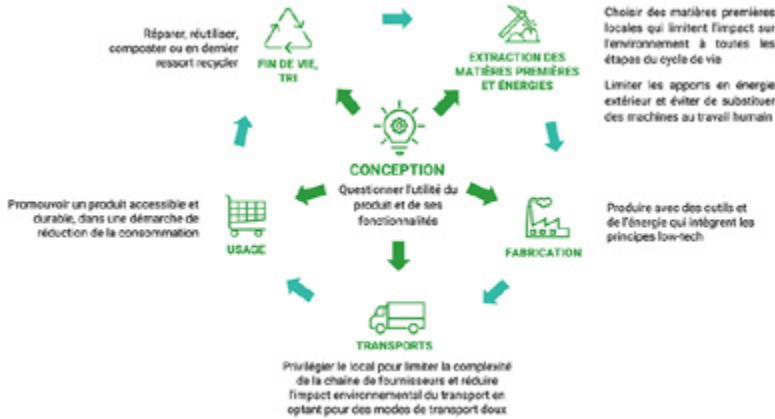 Réparer, réutiliser,
composter ou en dernier
ressort recycler
FIN DE VIE,
TRI
EXTRACTION DES
MATIÈRES PREMIÈRES
ET ÉNERGIES
Choisir des matières premières
locales qui limitent l'impact sur
l'environnement à toutes les
étapes du cycle de vie
Limiter les apports en énergie
extérieur et éviter de substituer
des machines au travail humain
CONCEPTION
Questionner l'utilité du
produit et de ses
fonctionnalités
Promouvoir un produit accessible et
durable, dans une démarche de
réduction de la consommation
USAGE
FABRICATION
Produire avec des outils et
de l'énergie qui intègrent les
principes low-tech
TRANSPORTS
Privilégier le local pour limiter la complexité
de la chaine de fournisseurs et réduire
l'impact environnemental du transport en
optant pour des modes de transport doux